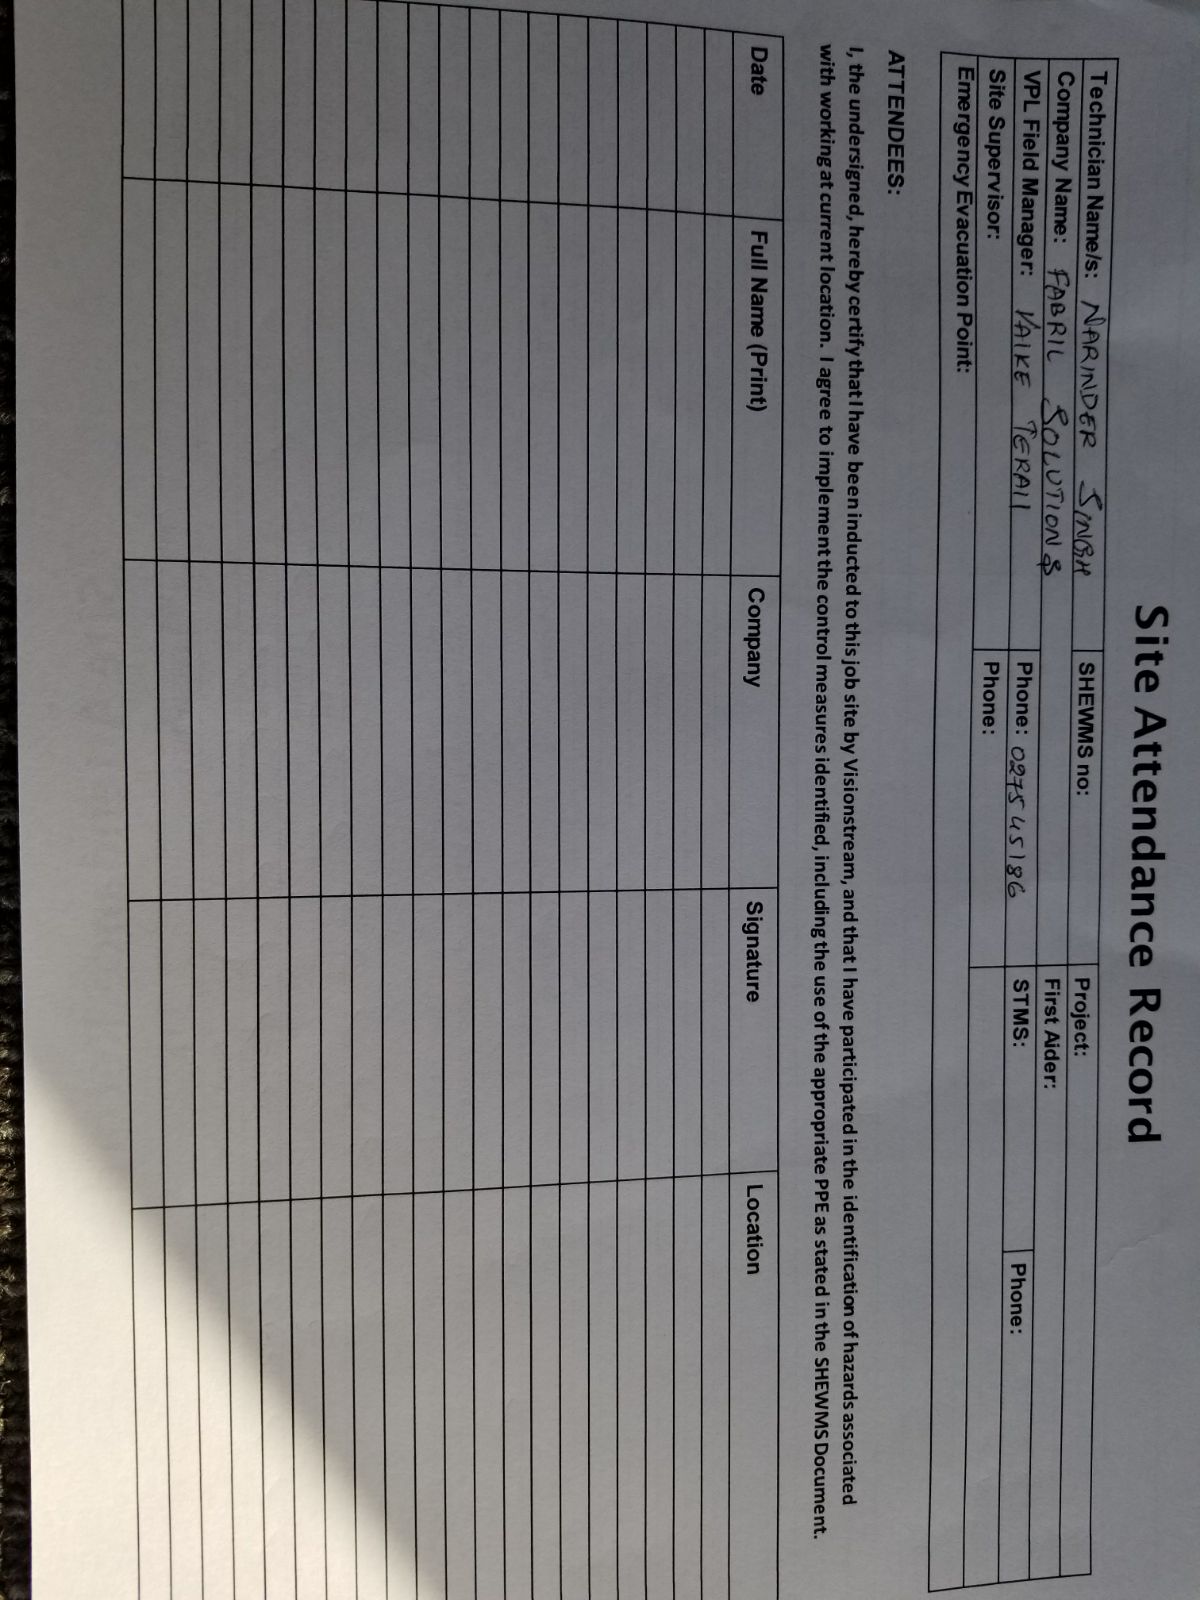 Site Attendance Record
Technician Name/s: NARINDER SINGH SHEWMS no: Project:
Company Name: FABRIL SOLUTIONS First Aider:
VPL Field Manager: VAIKE TERAII Phone: 0275 45186 STMS: Phone:
Site Supervisor: Phone:
Emergency Evacuation Point:
ATTENDEES:
I, the undersigned, hereby certify that I have been inducted to this job site by Visionstream, and that I have participated in the identification of hazards associated
with working at current location. I agree to implement the control measures identified, including the use of the appropriate PPE as stated in the SHEWMS Document.
Date Full Name (Print) Company Signature Location